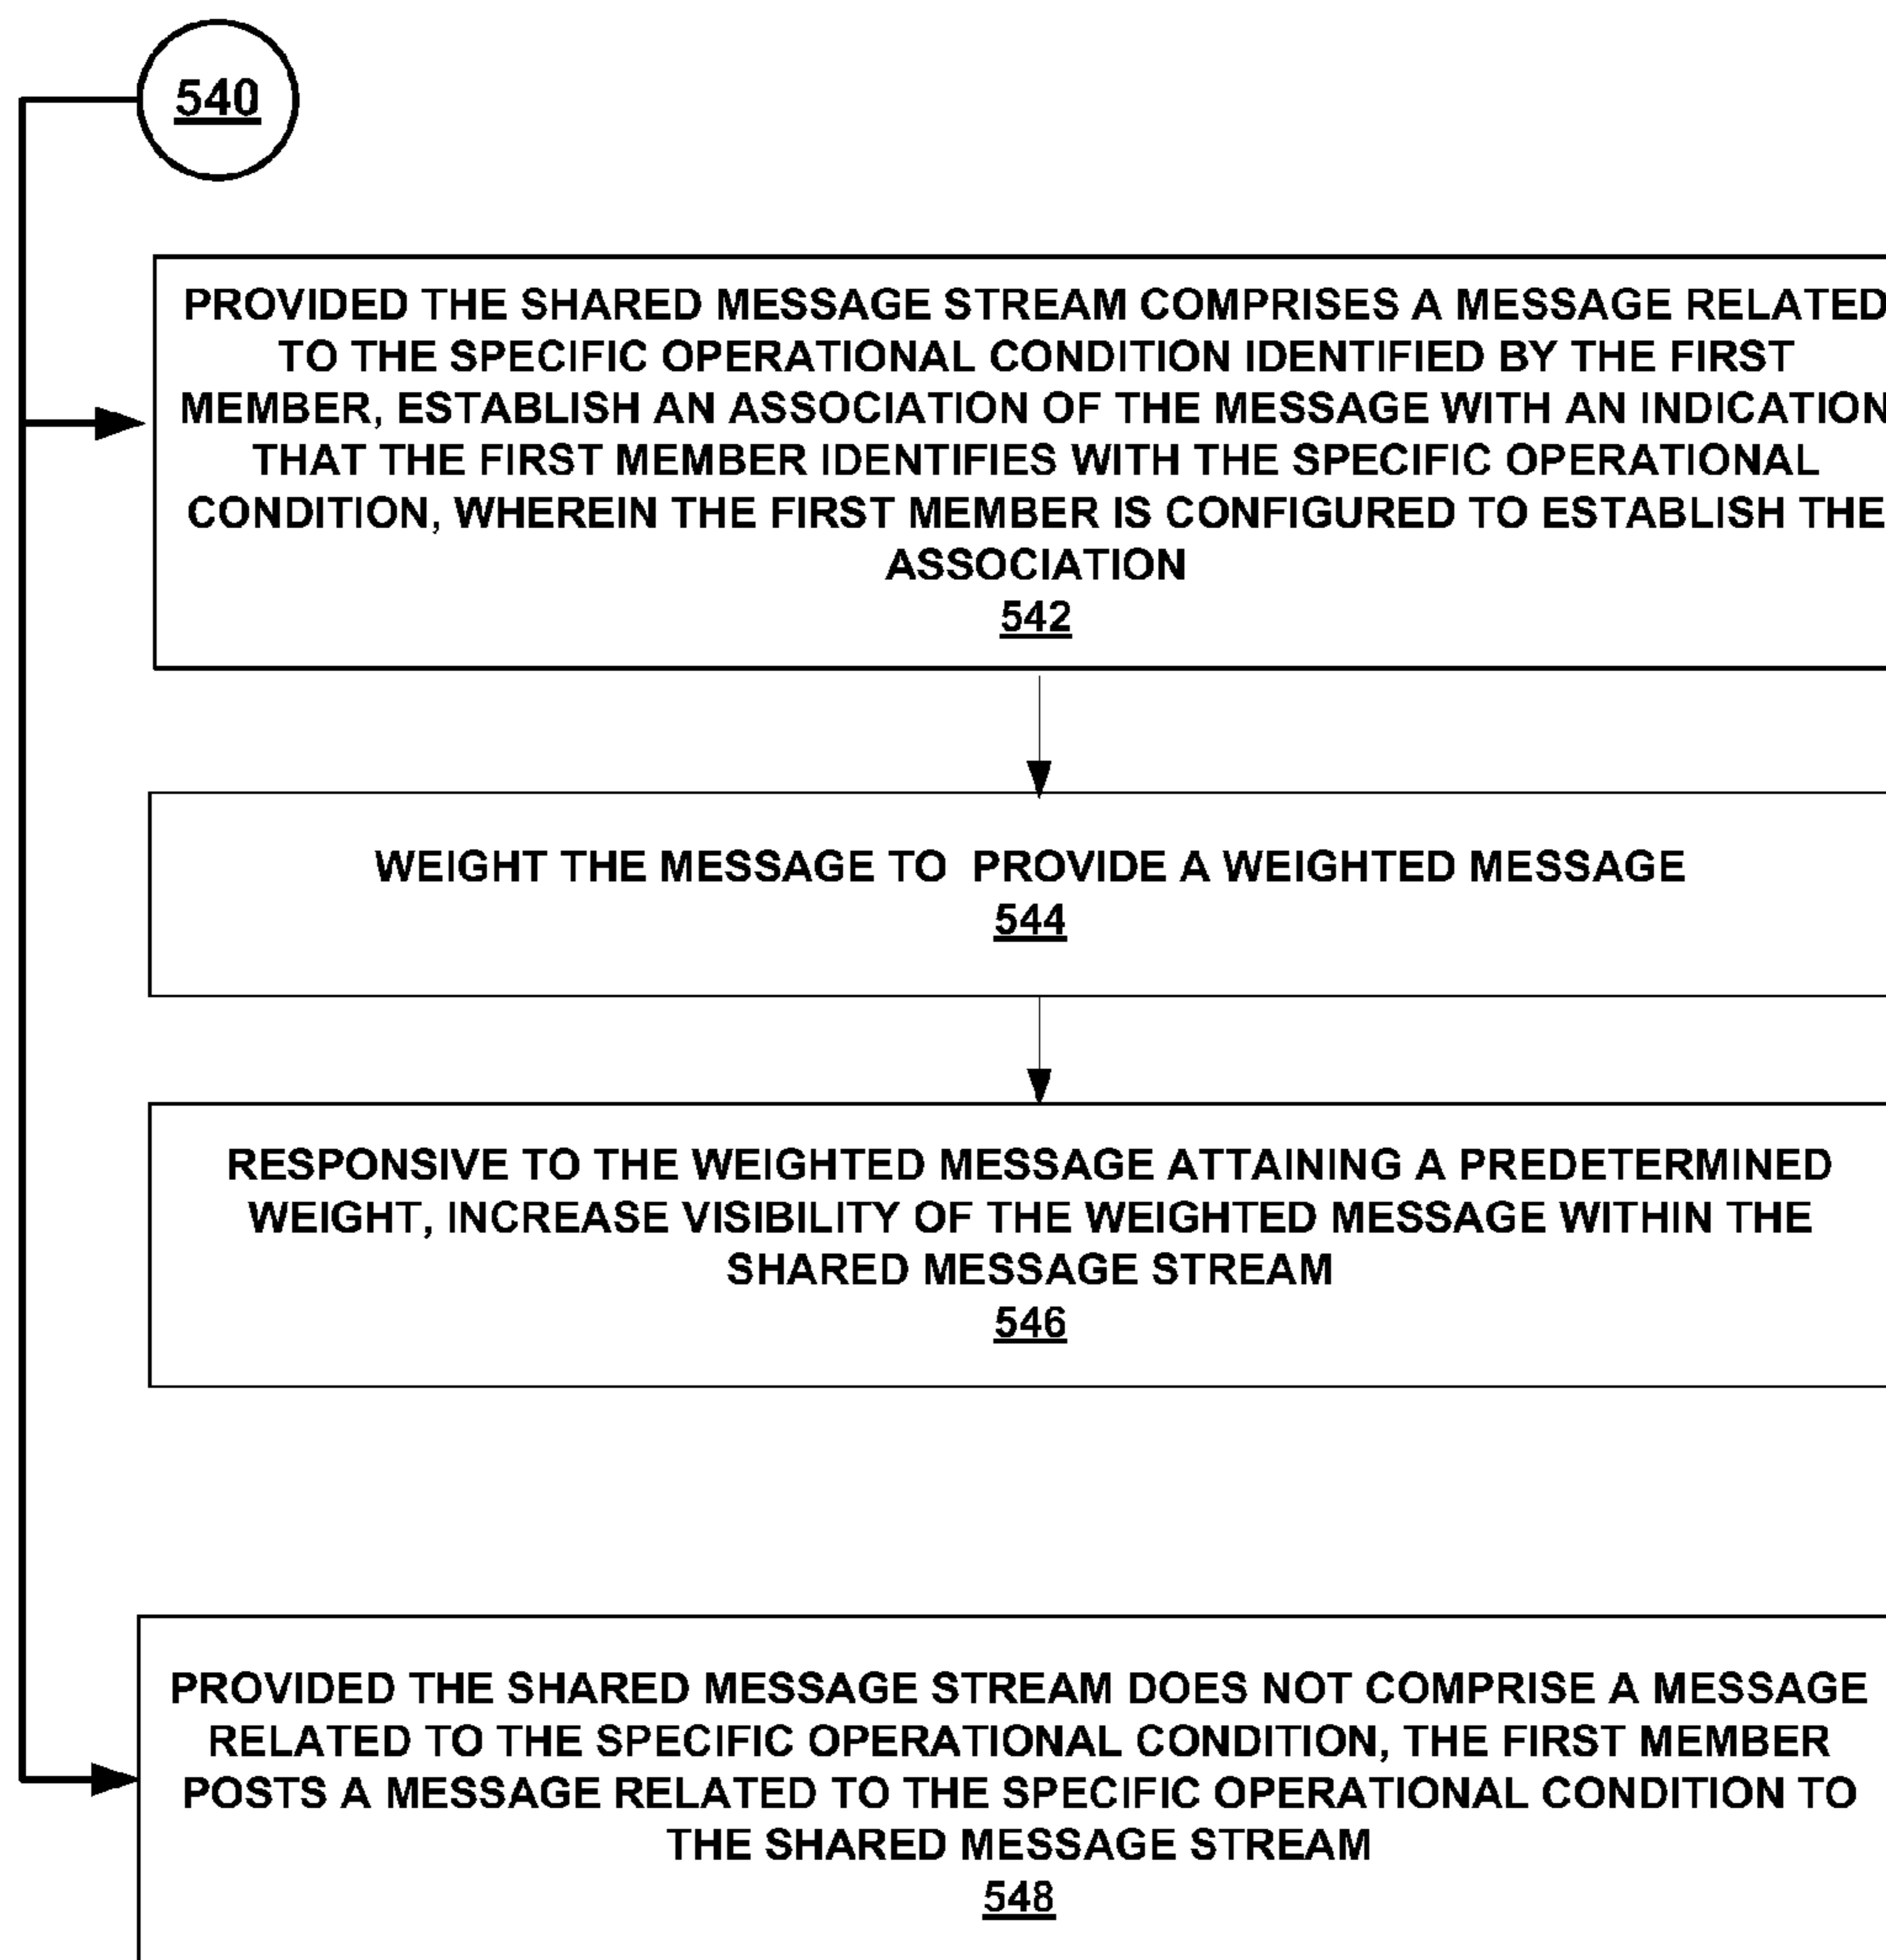 540
PROVIDED THE SHARED MESSAGE STREAM COMPRISES A MESSAGE RELATED
TO THE SPECIFIC OPERATIONAL CONDITION IDENTIFIED BY THE FIRST
MEMBER, ESTABLISH AN ASSOCIATION OF THE MESSAGE WITH AN INDICATION
THAT THE FIRST MEMBER IDENTIFIES WITH THE SPECIFIC OPERATIONAL
CONDITION, WHEREIN THE FIRST MEMBER IS CONFIGURED TO ESTABLISH THE
ASSOCIATION
542
WEIGHT THE MESSAGE TO PROVIDE A WEIGHTED MESSAGE
544
RESPONSIVE TO THE WEIGHTED MESSAGE ATTAINING A PREDETERMINED
WEIGHT, INCREASE VISIBILITY OF THE WEIGHTED MESSAGE WITHIN THE
SHARED MESSAGE STREAM
546
PROVIDED THE SHARED MESSAGE STREAM DOES NOT COMPRISE A MESSAGE
RELATED TO THE SPECIFIC OPERATIONAL CONDITION, THE FIRST MEMBER
POSTS A MESSAGE RELATED TO THE SPECIFIC OPERATIONAL CONDITION TO
THE SHARED MESSAGE STREAM
548